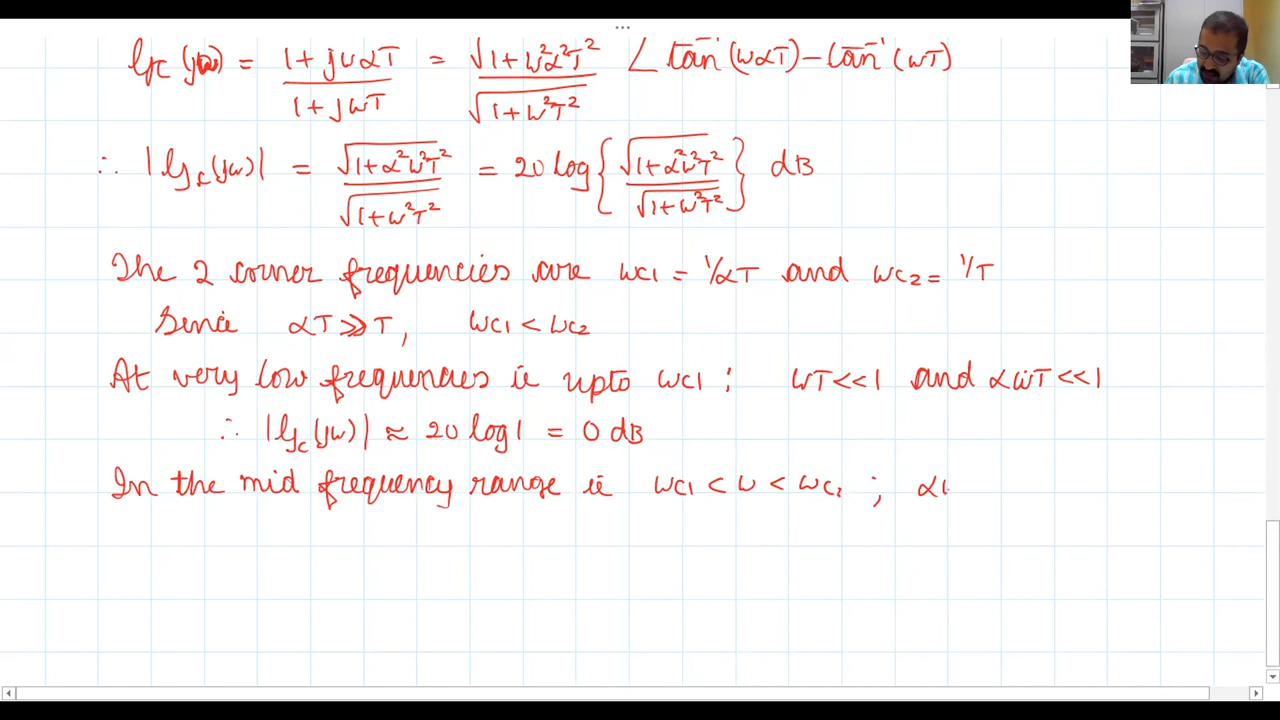 Gc(jω) = 1+jωαT / 1+jωT = √1+ω²α²T² / √1+ω²T² ∠ tan⁻¹(ωαT) − tan⁻¹(ωT)
∴ |Gc(jω)| = √1+α²ω²T² / √1+ω²T² = 20 log { √1+α²ω²T² / √1+ω²T² } dB
The 2 corner frequencies are ωc1 = 1/αT and ωc2 = 1/T
Since αT >> T, ωc1 < ωc2
At very low frequencies ie upto ωc1 : ωT<<1 and αωT<<1
∴ |Gc(jω)| ≈ 20 log 1 = 0 dB
In the mid frequency range ie ωc1 < ω < ωc2 ; α